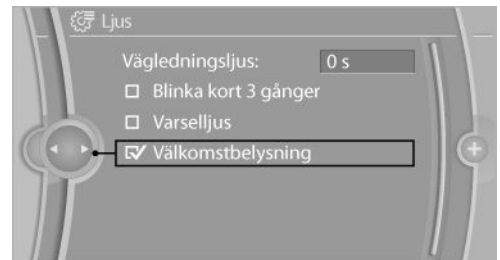 Ljus
Vägledningsljus: 0 s
Blinka kort 3 gånger
Varselljus
Välkomstbelysning